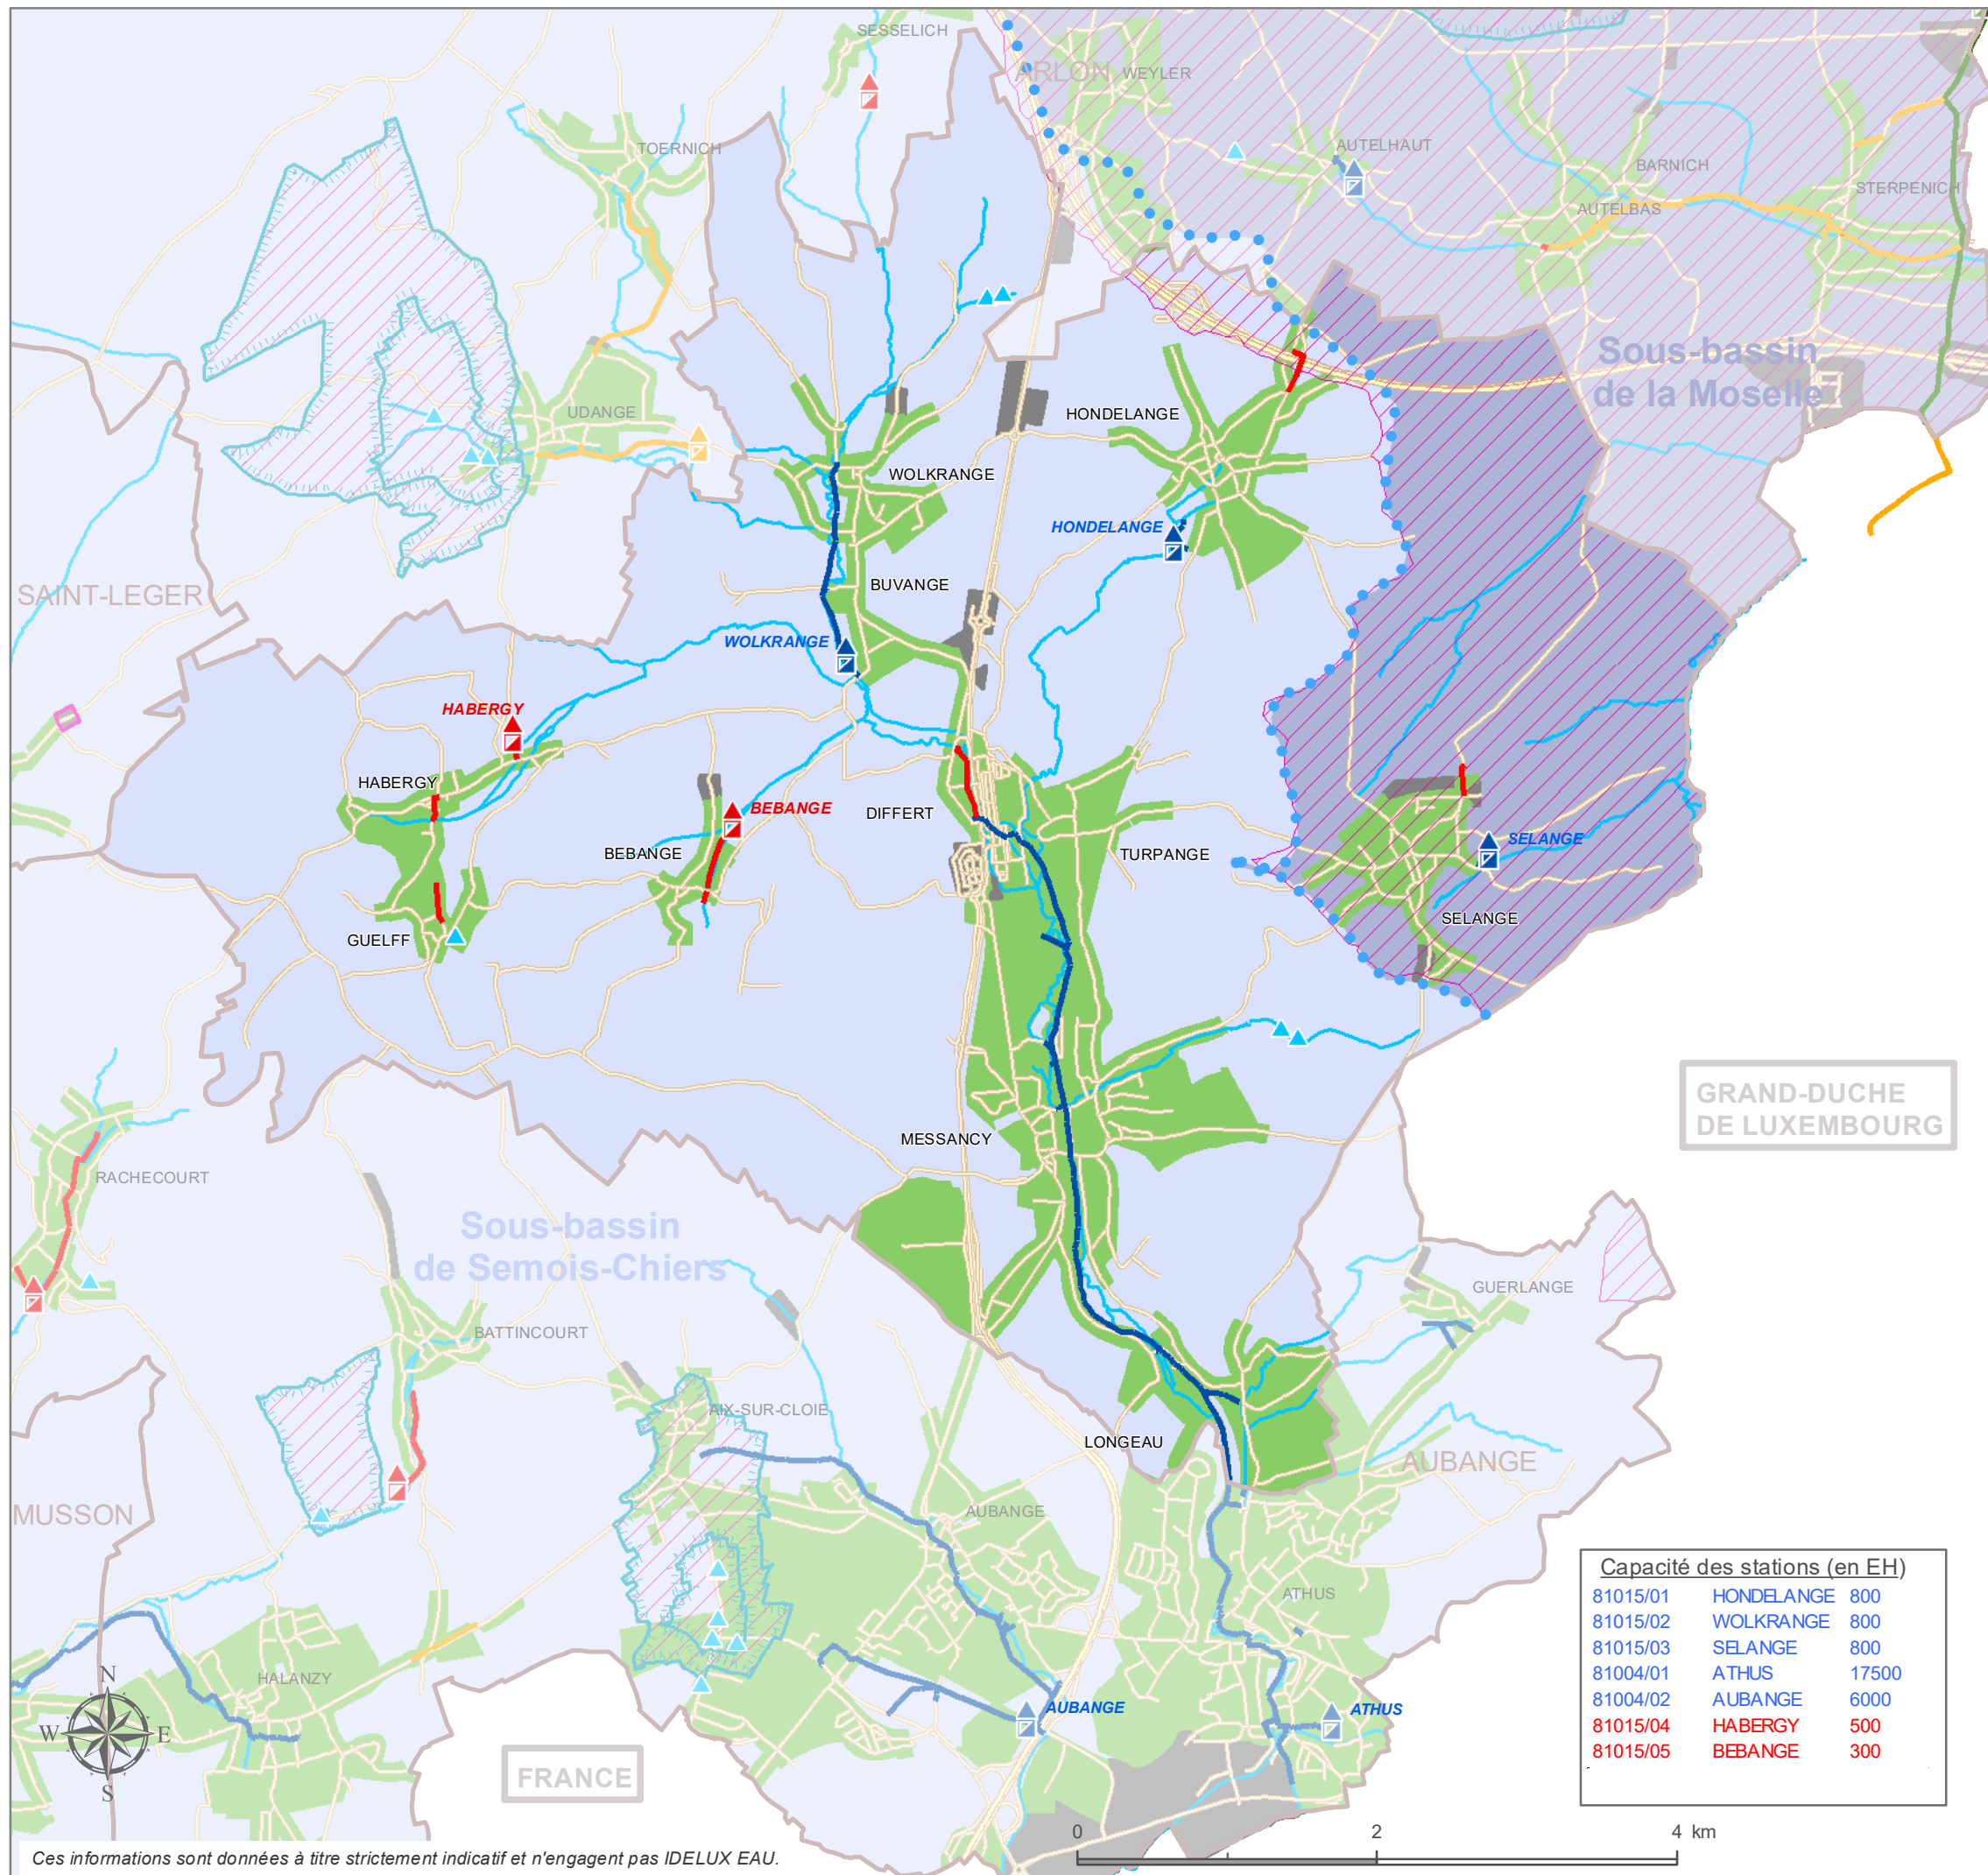 SESSELICH
ARLON
WEYLER
TOERNICH
AUTELHAUT
BARNICH
STERPENICH
AUTELBAS
Sous-bassin
de la Moselle
UDANGE
HONDELANGE
WOLKRANGE
HONDELANGE
SAINT-LEGER
BUVANGE
WOLKRANGE
HABERGY
HABERGY
BEBANGE
DIFFERT
BEBANGE
TURPANGE
SELANGE
SELANGE
GUELFF
GRAND-DUCHE
DE LUXEMBOURG
MESSANCY
RACHECOURT
Sous-bassin
de Semois-Chiers
GUERLANGE
BATTINCOURT
AIX-SUR-CLOIE
LONGEAU
AUBANGE
MUSSON
AUBANGE
ATHUS
HALANZY
AUBANGE
ATHUS
FRANCE
Capacité des stations (en EH)
81015/01 HONDELANGE 800
81015/02 WOLKRANGE 800
81015/03 SELANGE 800
81004/01 ATHUS 17500
81004/02 AUBANGE 6000
81015/04 HABERGY 500
81015/05 BEBANGE 300
N
W E
S
0 2 4 km
Ces informations sont données à titre strictement indicatif et n'engagent pas IDELUX EAU.